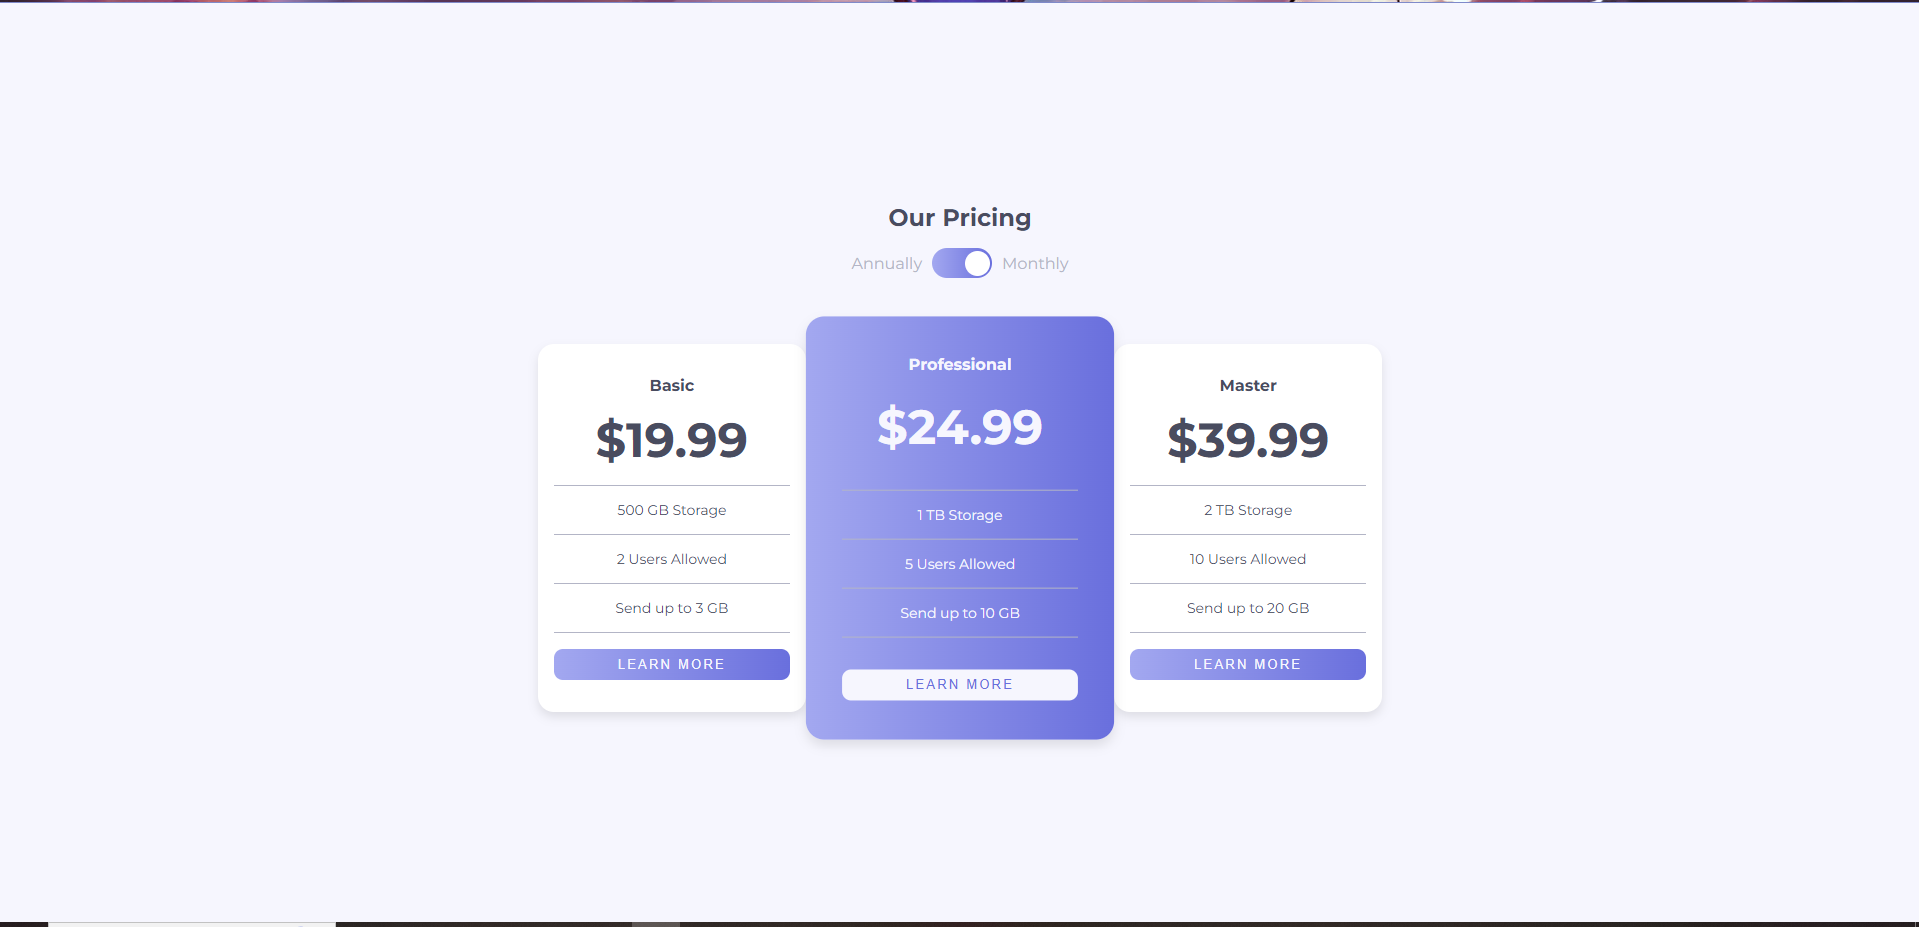 Our Pricing
Annually Monthly
Basic
$19.99
500 GB Storage
2 Users Allowed
Send up to 3 GB
LEARN MORE
Professional
$24.99
1 TB Storage
5 Users Allowed
Send up to 10 GB
LEARN MORE
Master
$39.99
2 TB Storage
10 Users Allowed
Send up to 20 GB
LEARN MORE